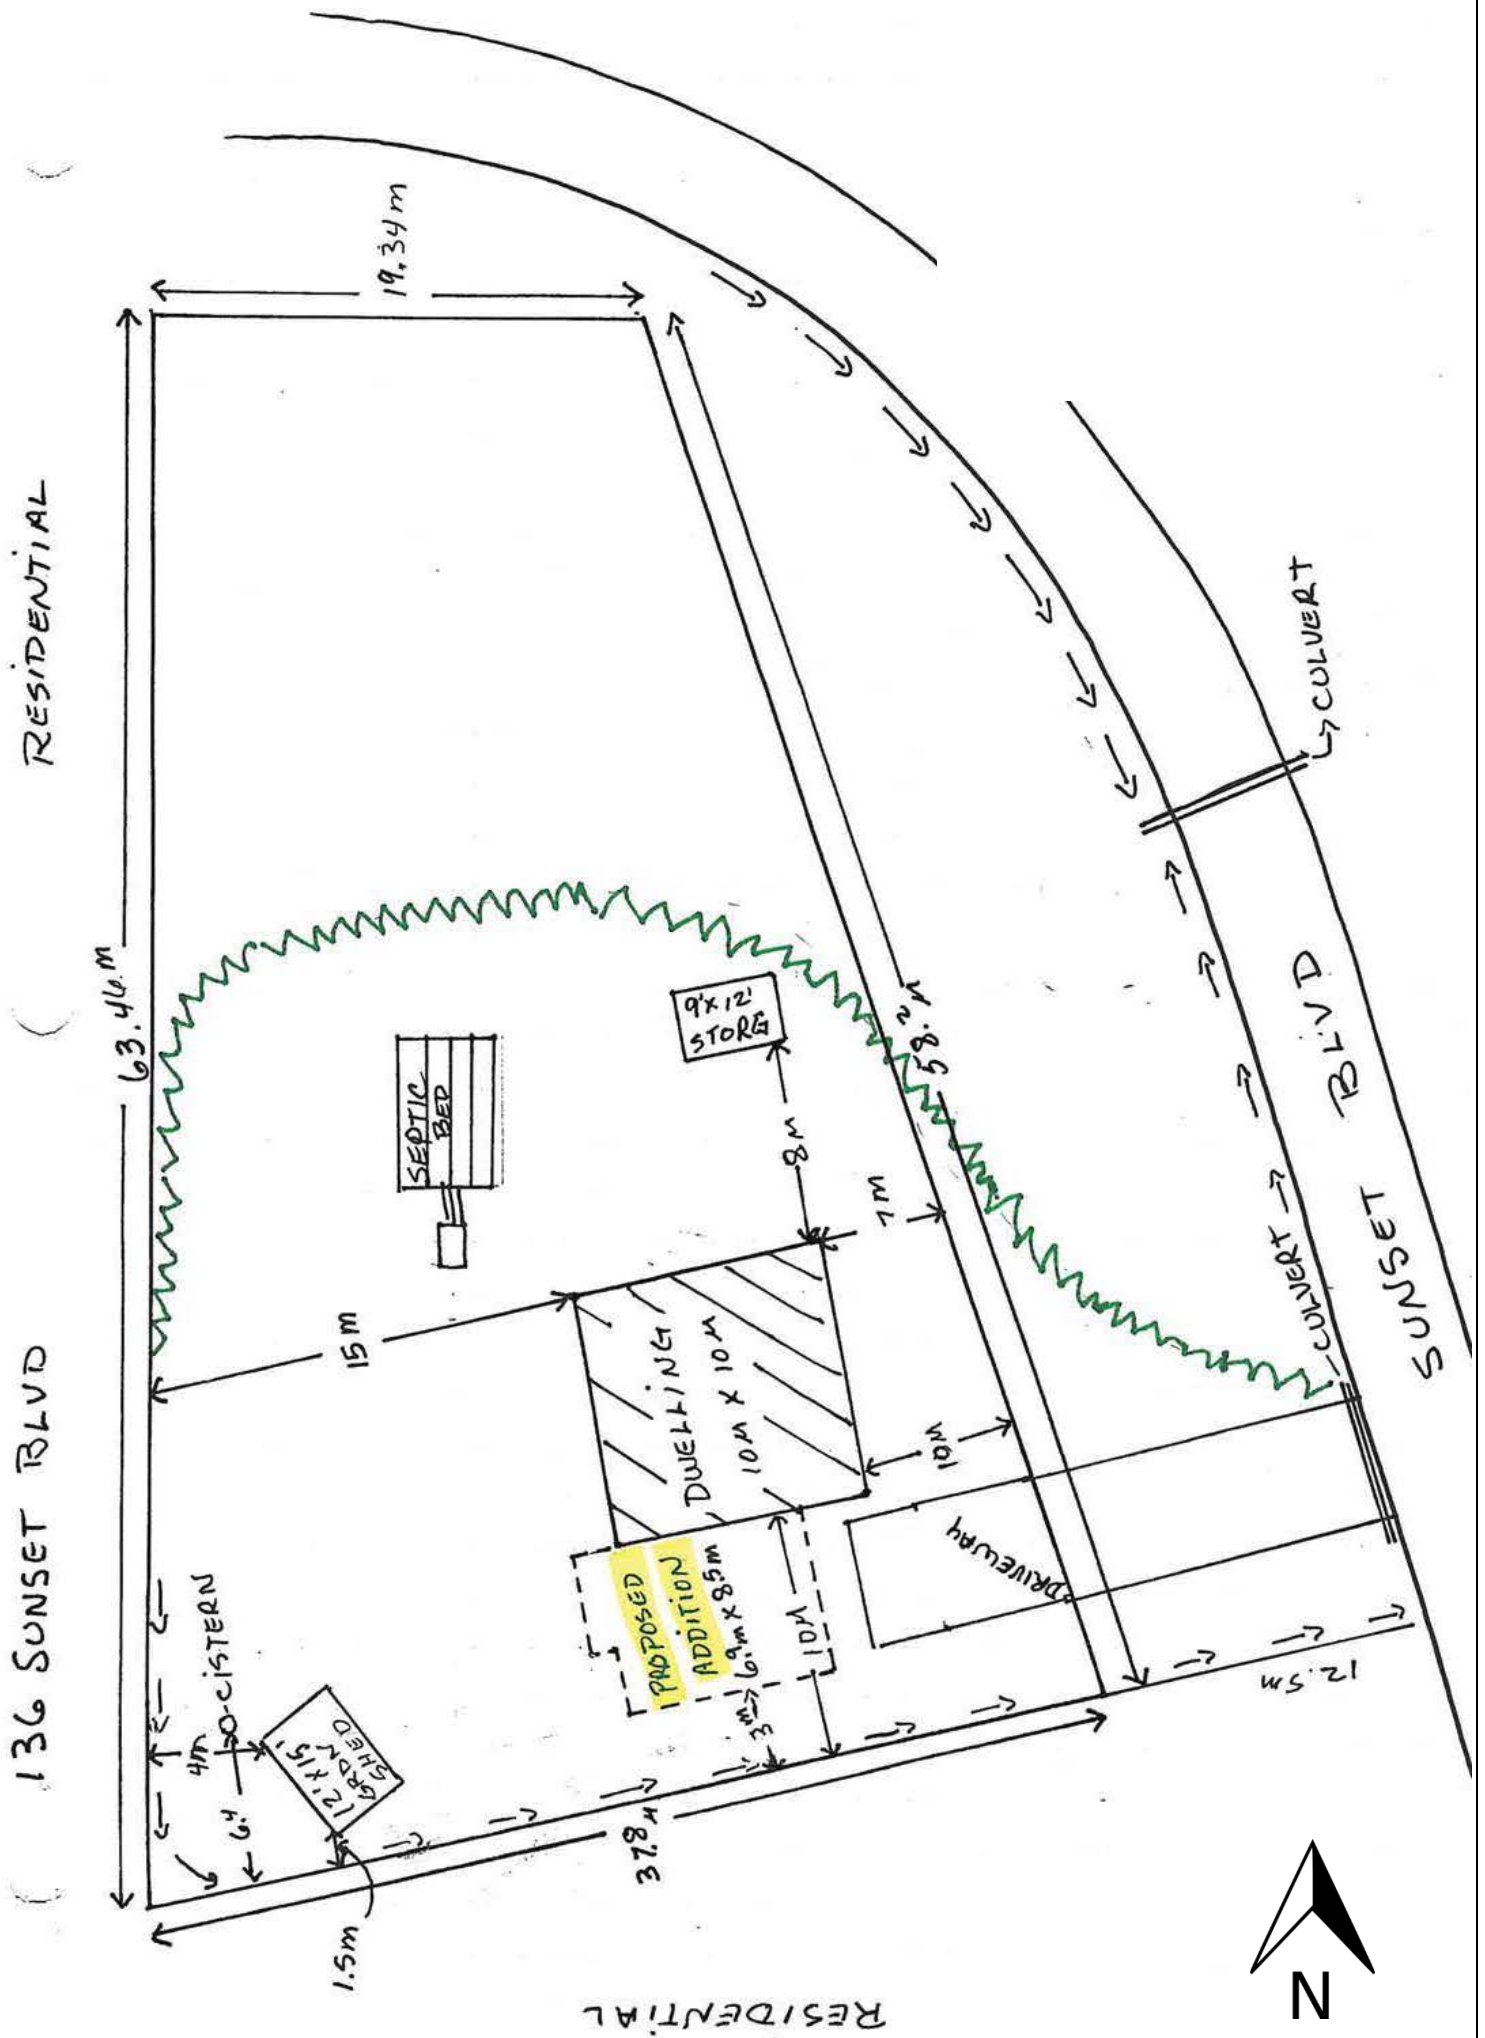 136 SUNSET BLVD
RESIDENTIAL
63.46m
19.34m
4m
CISTERN
6.4
12' X 15'
GRDN
SHED
1.5m
15m
SEPTIC
BED
9' X 12'
STORG
8M
7M
DWELLING
10M X 10M
PROPOSED
ADDITION
6.9m X 8.5m
3m
10M
10M
DRIVEWAY
37.8M
58.2M
12.5m
CULVERT
CULVERT
SUNSET BLVD
RESIDENTIAL
N